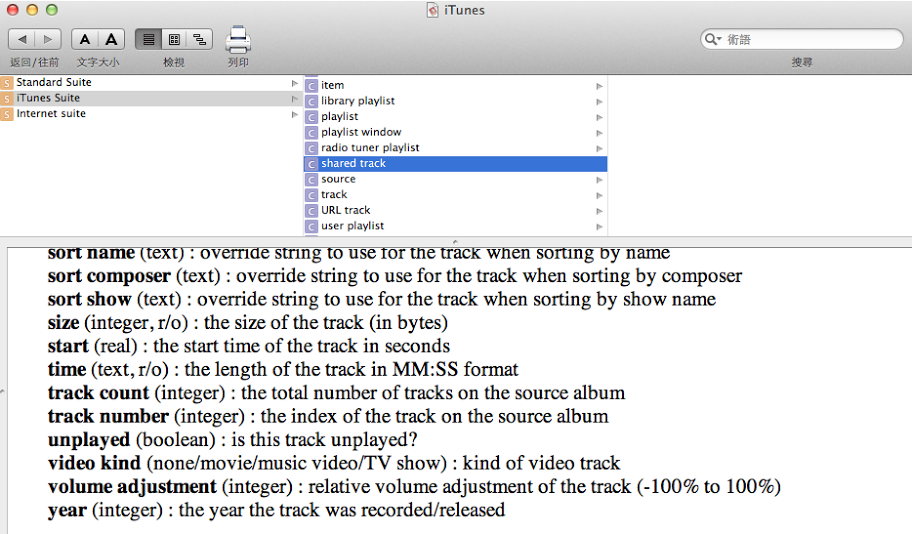 iTunes
A A
術語
返回/往前 文字大小 檢視 列印 搜尋
S Standard Suite
S iTunes Suite
S Internet suite
C item
C library playlist
C playlist
C playlist window
C radio tuner playlist
C shared track
C source
C track
C URL track
C user playlist
sort name (text) : override string to use for the track when sorting by name
sort composer (text) : override string to use for the track when sorting by composer
sort show (text) : override string to use for the track when sorting by show name
size (integer, r/o) : the size of the track (in bytes)
start (real) : the start time of the track in seconds
time (text, r/o) : the length of the track in MM:SS format
track count (integer) : the total number of tracks on the source album
track number (integer) : the index of the track on the source album
unplayed (boolean) : is this track unplayed?
video kind (none/movie/music video/TV show) : kind of video track
volume adjustment (integer) : relative volume adjustment of the track (-100% to 100%)
year (integer) : the year the track was recorded/released